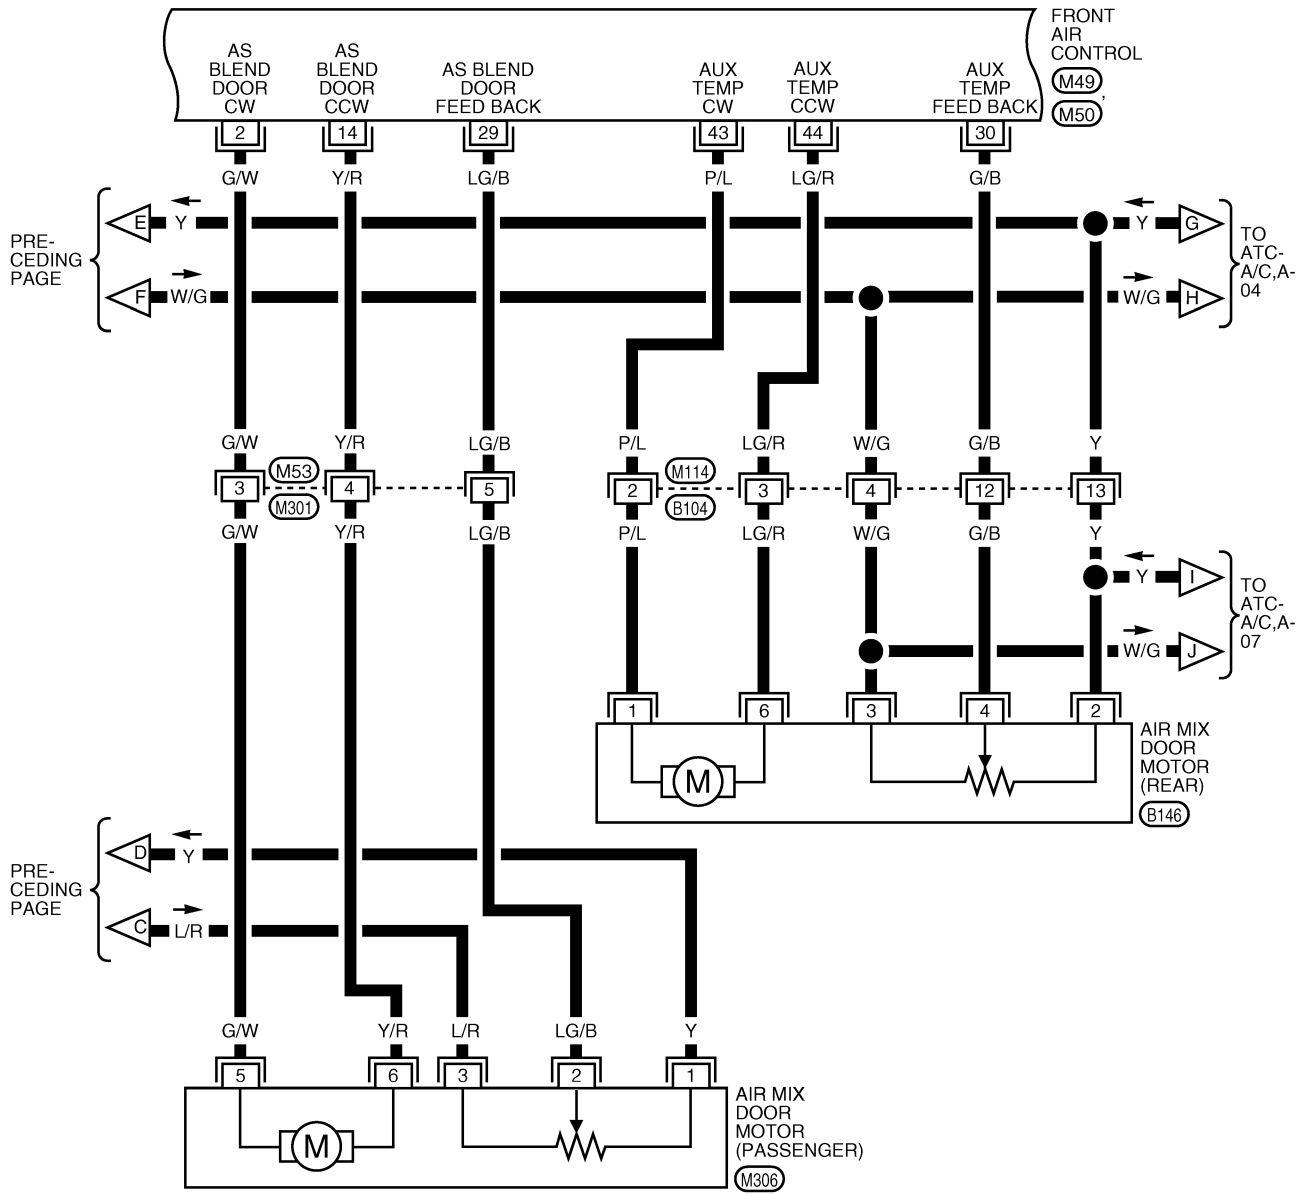 FRONT
AIR
CONTROL
M49 ,
M50
AS
BLEND
DOOR
CW
AS
BLEND
DOOR
CCW
AS BLEND
DOOR
FEED BACK
AUX
TEMP
CW
AUX
TEMP
CCW
AUX
TEMP
FEED BACK
2 14 29 43 44 30
G/W Y/R LG/B P/L LG/R G/B
PRE-
CEDING
PAGE
E Y
Y G
F W/G
W/G H
TO
ATC-
A/C,A-
04
G/W Y/R LG/B P/L LG/R W/G G/B Y
3 M53 4 5 2 M114 3 4 12 13
M301 B104
G/W Y/R LG/B P/L LG/R W/G G/B Y
Y I
W/G J
TO
ATC-
A/C,A-
07
1 6 3 4 2
M
AIR MIX
DOOR
MOTOR
(REAR)
B146
PRE-
CEDING
PAGE
D Y
C L/R
G/W Y/R L/R LG/B Y
5 6 3 2 1
M
AIR MIX
DOOR
MOTOR
(PASSENGER)
M306